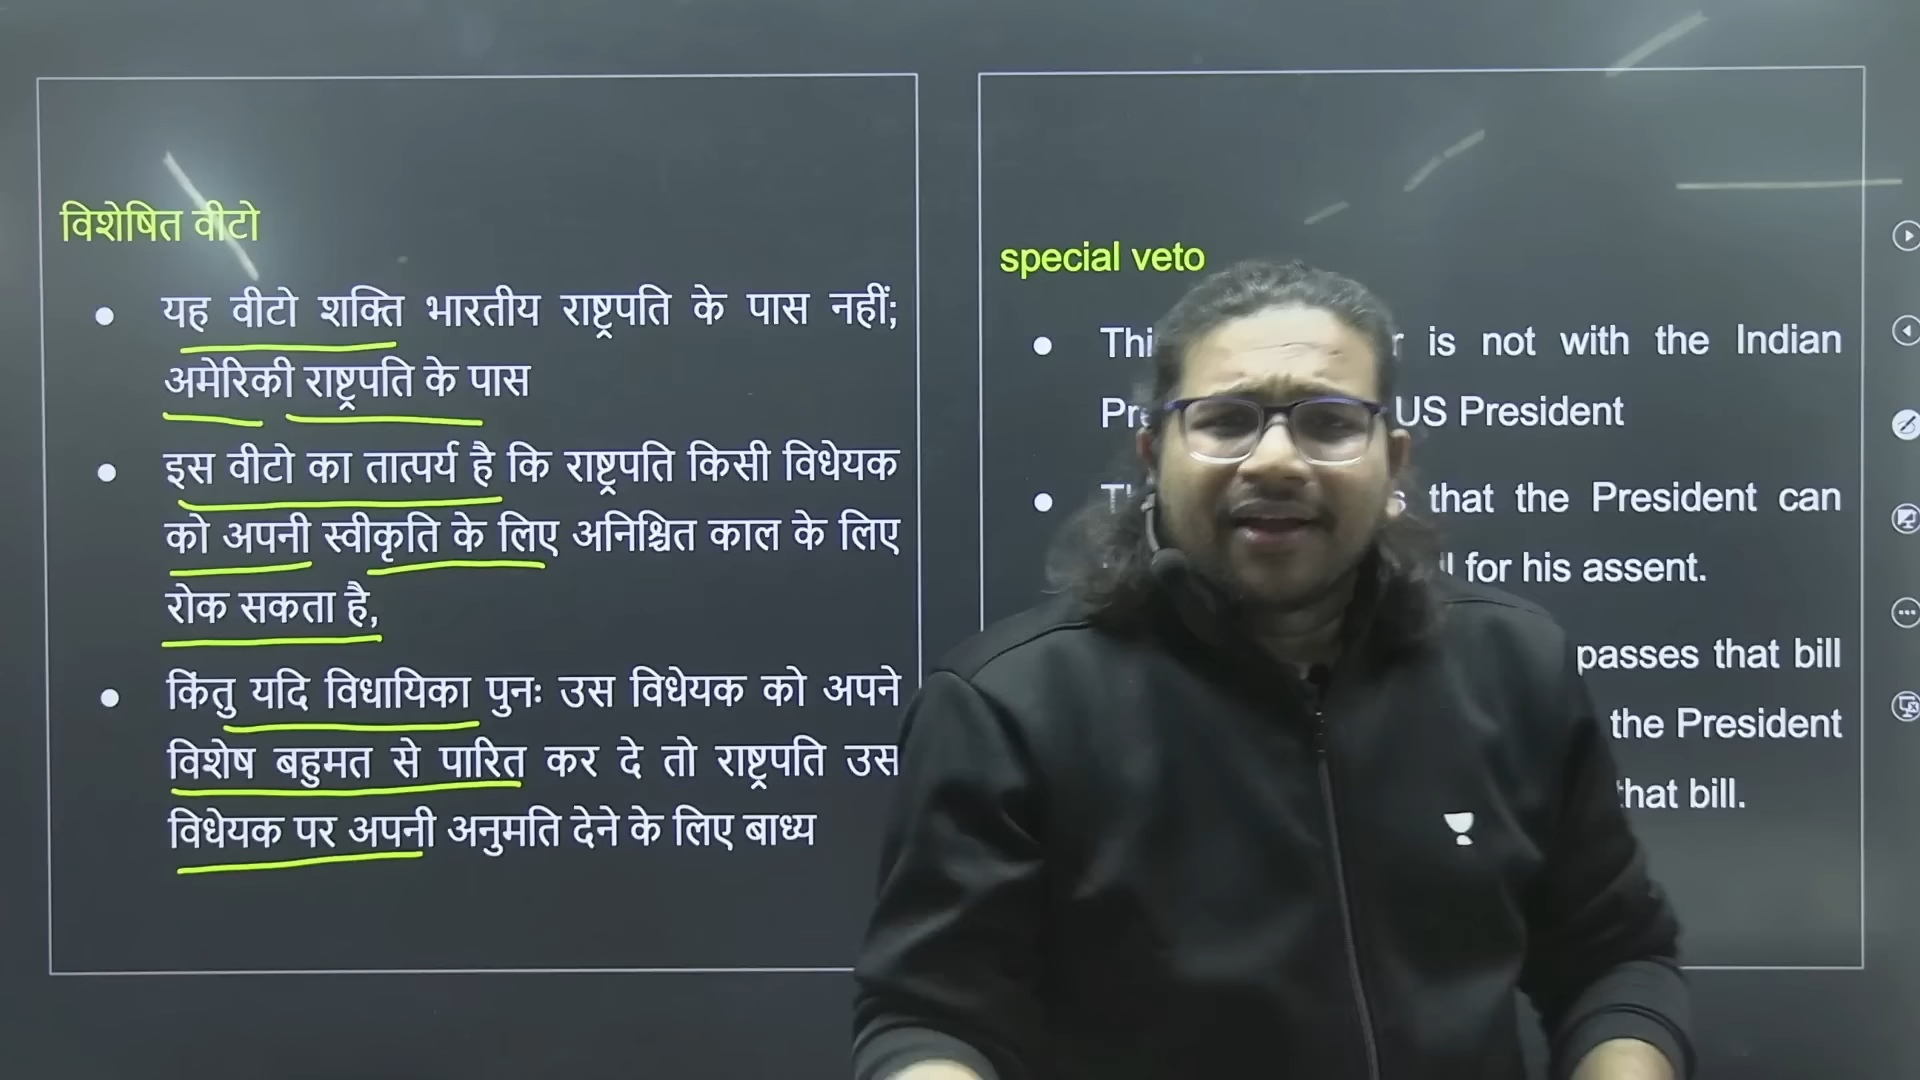 विशेषित वीटो
यह वीटो शक्ति भारतीय राष्ट्रपति के पास नहीं;
अमेरिकी राष्ट्रपति के पास
इस वीटो का तात्पर्य है कि राष्ट्रपति किसी विधेयक
को अपनी स्वीकृति के लिए अनिश्चित काल के लिए
रोक सकता है,
किंतु यदि विधायिका पुनः उस विधेयक को अपने
विशेष बहुमत से पारित कर दे तो राष्ट्रपति उस
विधेयक पर अपनी अनुमति देने के लिए बाध्य
special veto
is not with the Indian
US President
that the President can
for his assent.
passes that bill
the President
that bill.